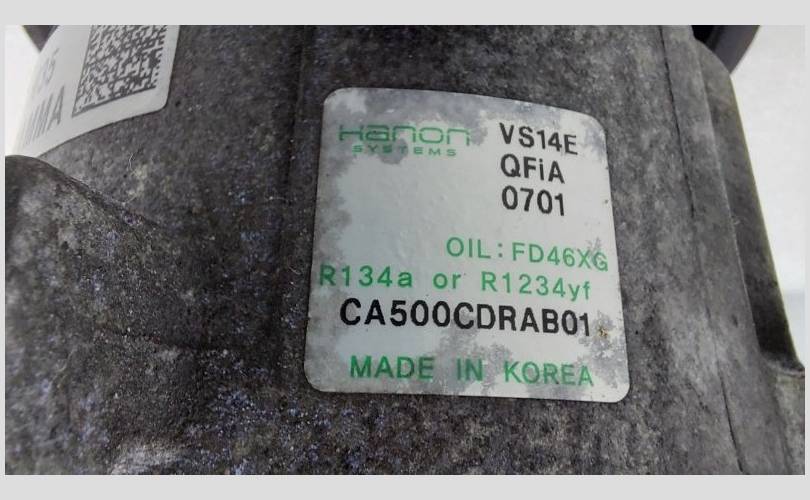 Hanon
SYSTEMS
VS14E
QFiA
0701
OIL:FD46XG
R134a or R1234yf
CA500CDRAB01
MADE IN KOREA